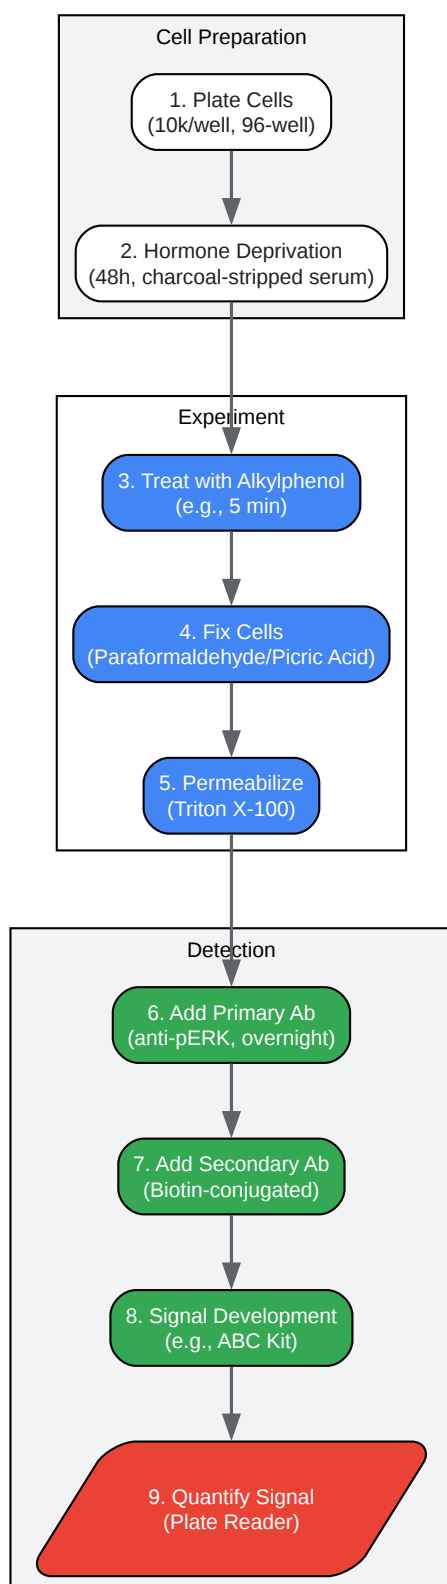 Cell Preparation
1. Plate Cells
(10k/well, 96-well)
2. Hormone Deprivation
(48h, charcoal-stripped serum)
Experiment
3. Treat with Alkylphenol
(e.g., 5 min)
4. Fix Cells
(Paraformaldehyde/Picric Acid)
5. Permeabilize
(Triton X-100)
Detection
6. Add Primary Ab
(anti-pERK, overnight)
7. Add Secondary Ab
(Biotin-conjugated)
8. Signal Development
(e.g., ABC Kit)
9. Quantify Signal
(Plate Reader)